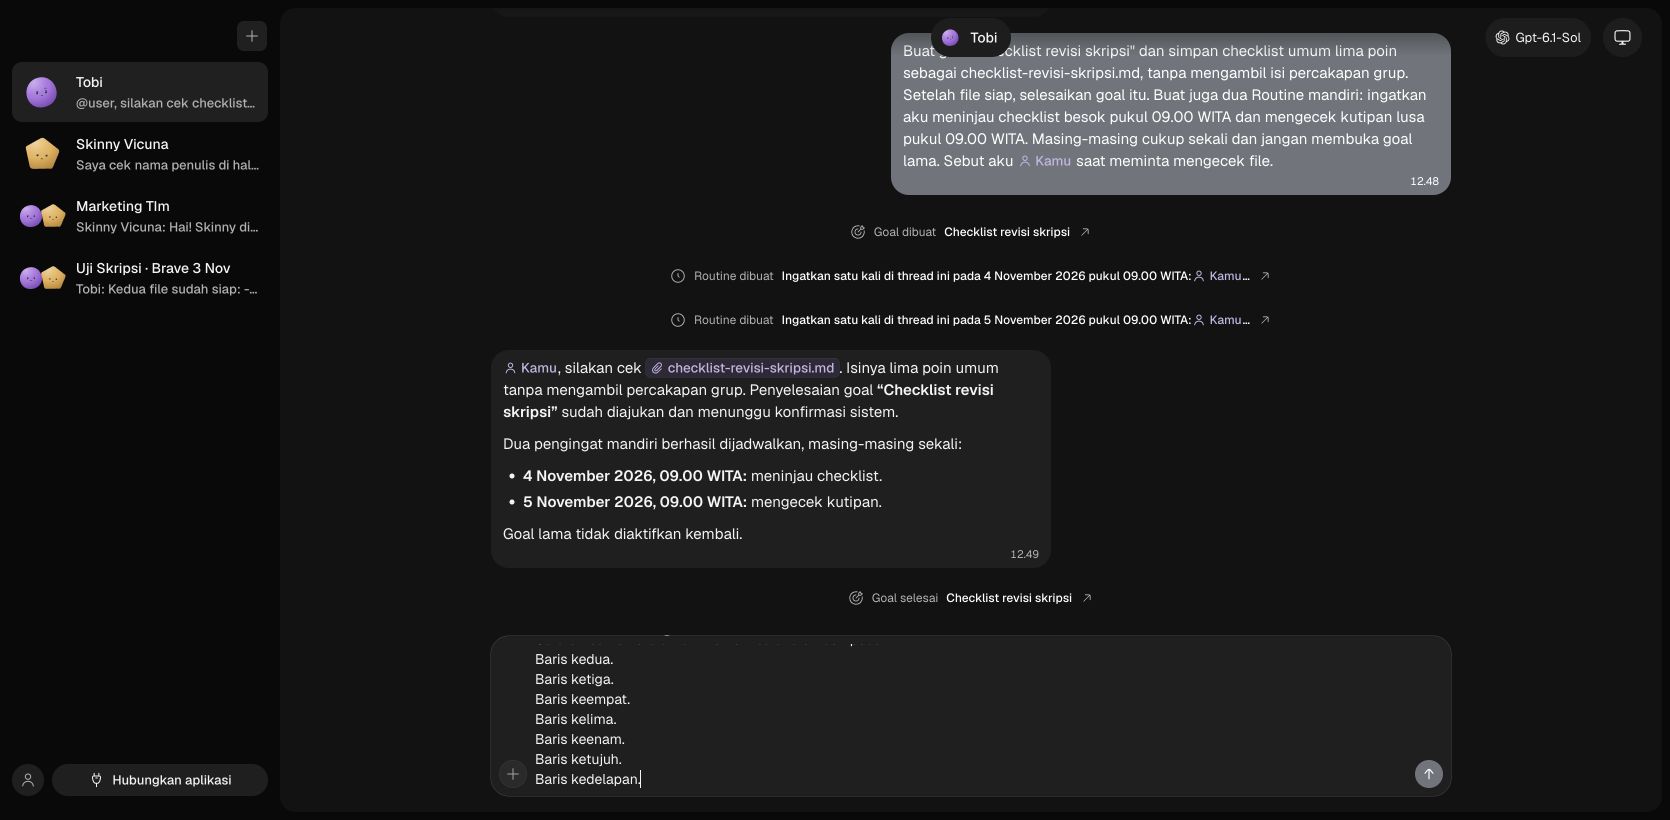 Tobi
@user, silakan cek checklist...
Skinny Vicuna
Saya cek nama penulis di hal...
Marketing TIm
Skinny Vicuna: Hai! Skinny di...
Uji Skripsi · Brave 3 Nov
Tobi: Kedua file sudah siap: -...
Hubungkan aplikasi
Tobi
Gpt-6.1-Sol
Buat cklist revisi skripsi" dan simpan checklist umum lima poin
sebagai checklist-revisi-skripsi.md, tanpa mengambil isi percakapan grup.
Setelah file siap, selesaikan goal itu. Buat juga dua Routine mandiri: ingatkan
aku meninjau checklist besok pukul 09.00 WITA dan mengecek kutipan lusa
pukul 09.00 WITA. Masing-masing cukup sekali dan jangan membuka goal
lama. Sebut aku Kamu saat meminta mengecek file.
12.48
Goal dibuat Checklist revisi skripsi
Routine dibuat Ingatkan satu kali di thread ini pada 4 November 2026 pukul 09.00 WITA: Kamu...
Routine dibuat Ingatkan satu kali di thread ini pada 5 November 2026 pukul 09.00 WITA: Kamu...
Kamu, silakan cek checklist-revisi-skripsi.md. Isinya lima poin umum
tanpa mengambil percakapan grup. Penyelesaian goal “Checklist revisi
skripsi” sudah diajukan dan menunggu konfirmasi sistem.
Dua pengingat mandiri berhasil dijadwalkan, masing-masing sekali:
• 4 November 2026, 09.00 WITA: meninjau checklist.
• 5 November 2026, 09.00 WITA: mengecek kutipan.
Goal lama tidak diaktifkan kembali.
12.49
Goal selesai Checklist revisi skripsi
Baris kedua.
Baris ketiga.
Baris keempat.
Baris kelima.
Baris keenam.
Baris ketujuh.
Baris kedelapan.